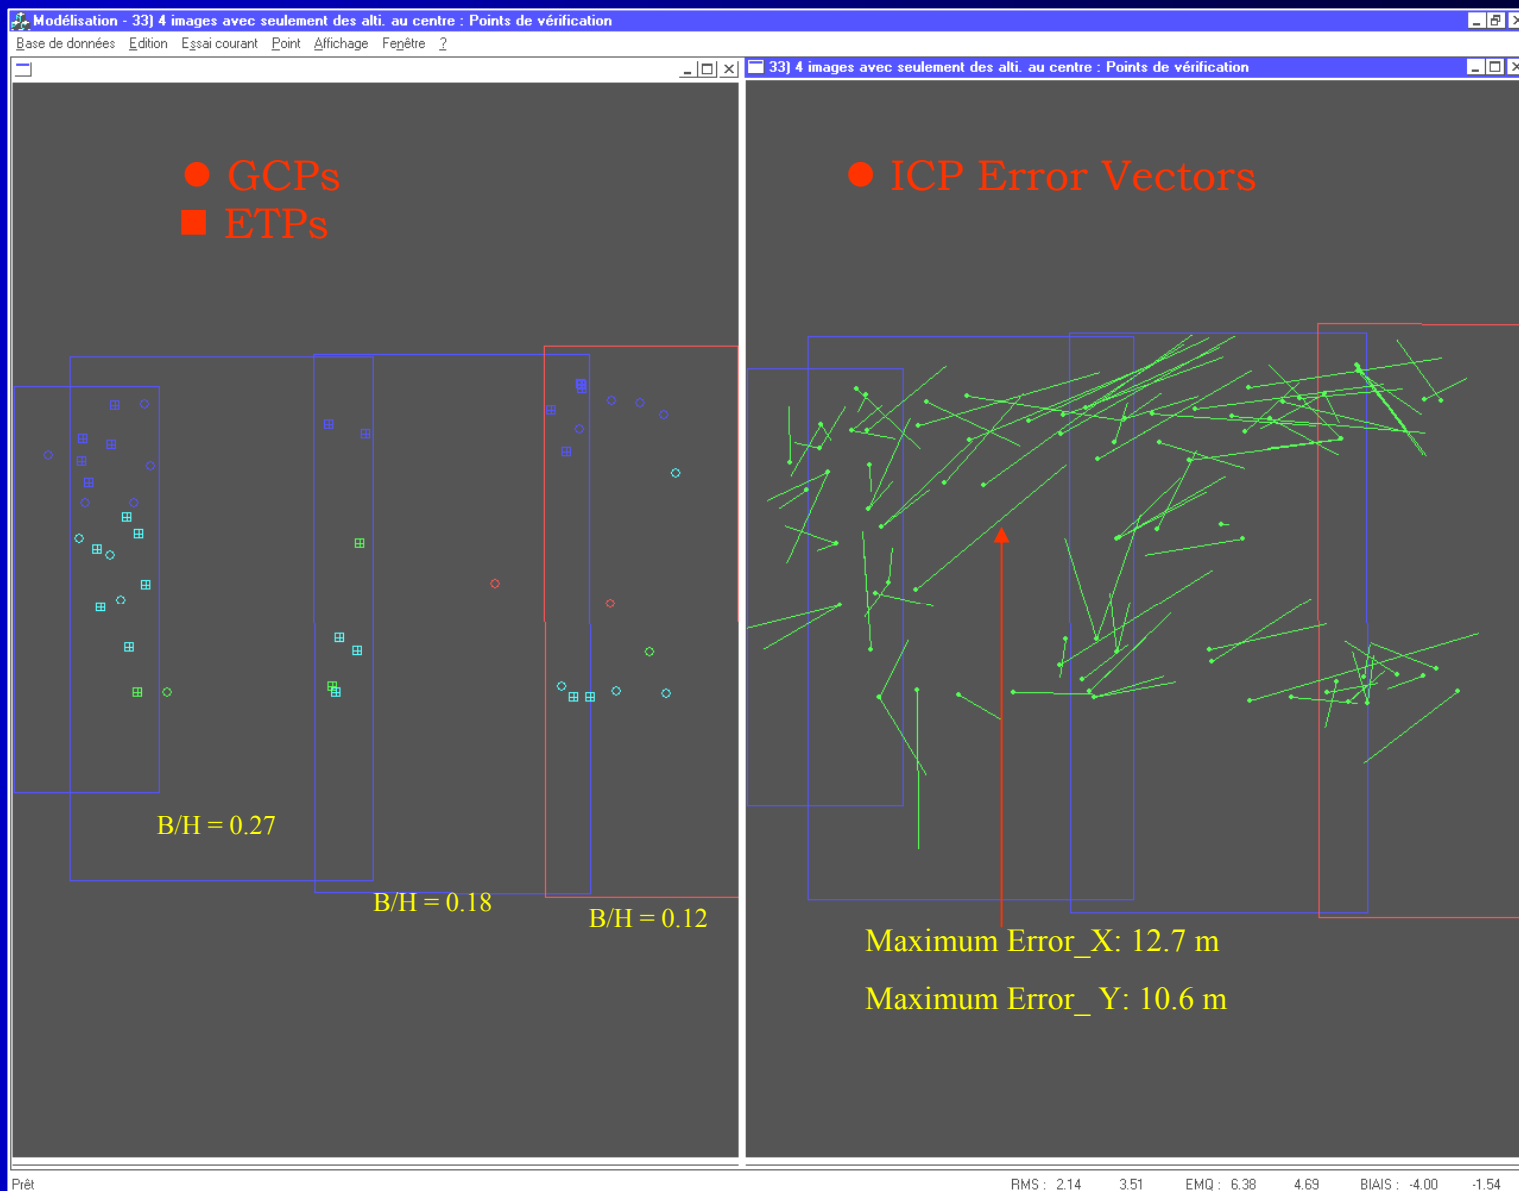 Modélisation - 33) 4 images avec seulement des alti. au centre : Points de vérification
Base de données Edition Essai courant Point Affichage Fenêtre ?
33) 4 images avec seulement des alti. au centre : Points de vérification
GCPs
ETPs
ICP Error Vectors
B/H = 0.27
B/H = 0.18
B/H = 0.12
Maximum Error_X: 12.7 m
Maximum Error_ Y: 10.6 m
Prêt RMS : 2.14 3.51 EMQ : 6.38 4.69 BIAIS : -4.00 -1.54